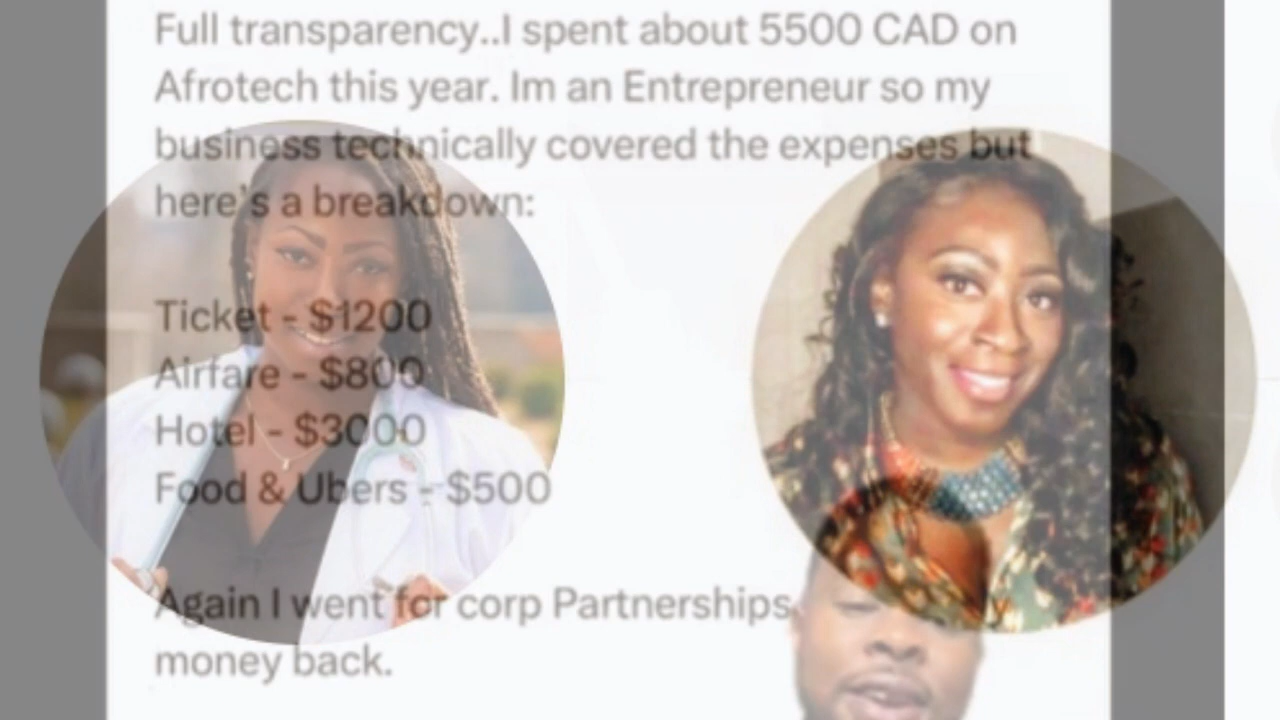 Full transparency..I spent about 5500 CAD on
Afrotech this year. Im an Entrepreneur so my
business technically covered the expenses but
here's a breakdown:
Ticket - $1200
Airfare - $800
Hotel - $3000
Food & Ubers - $500
Again I went for corp Partnerships
money back.